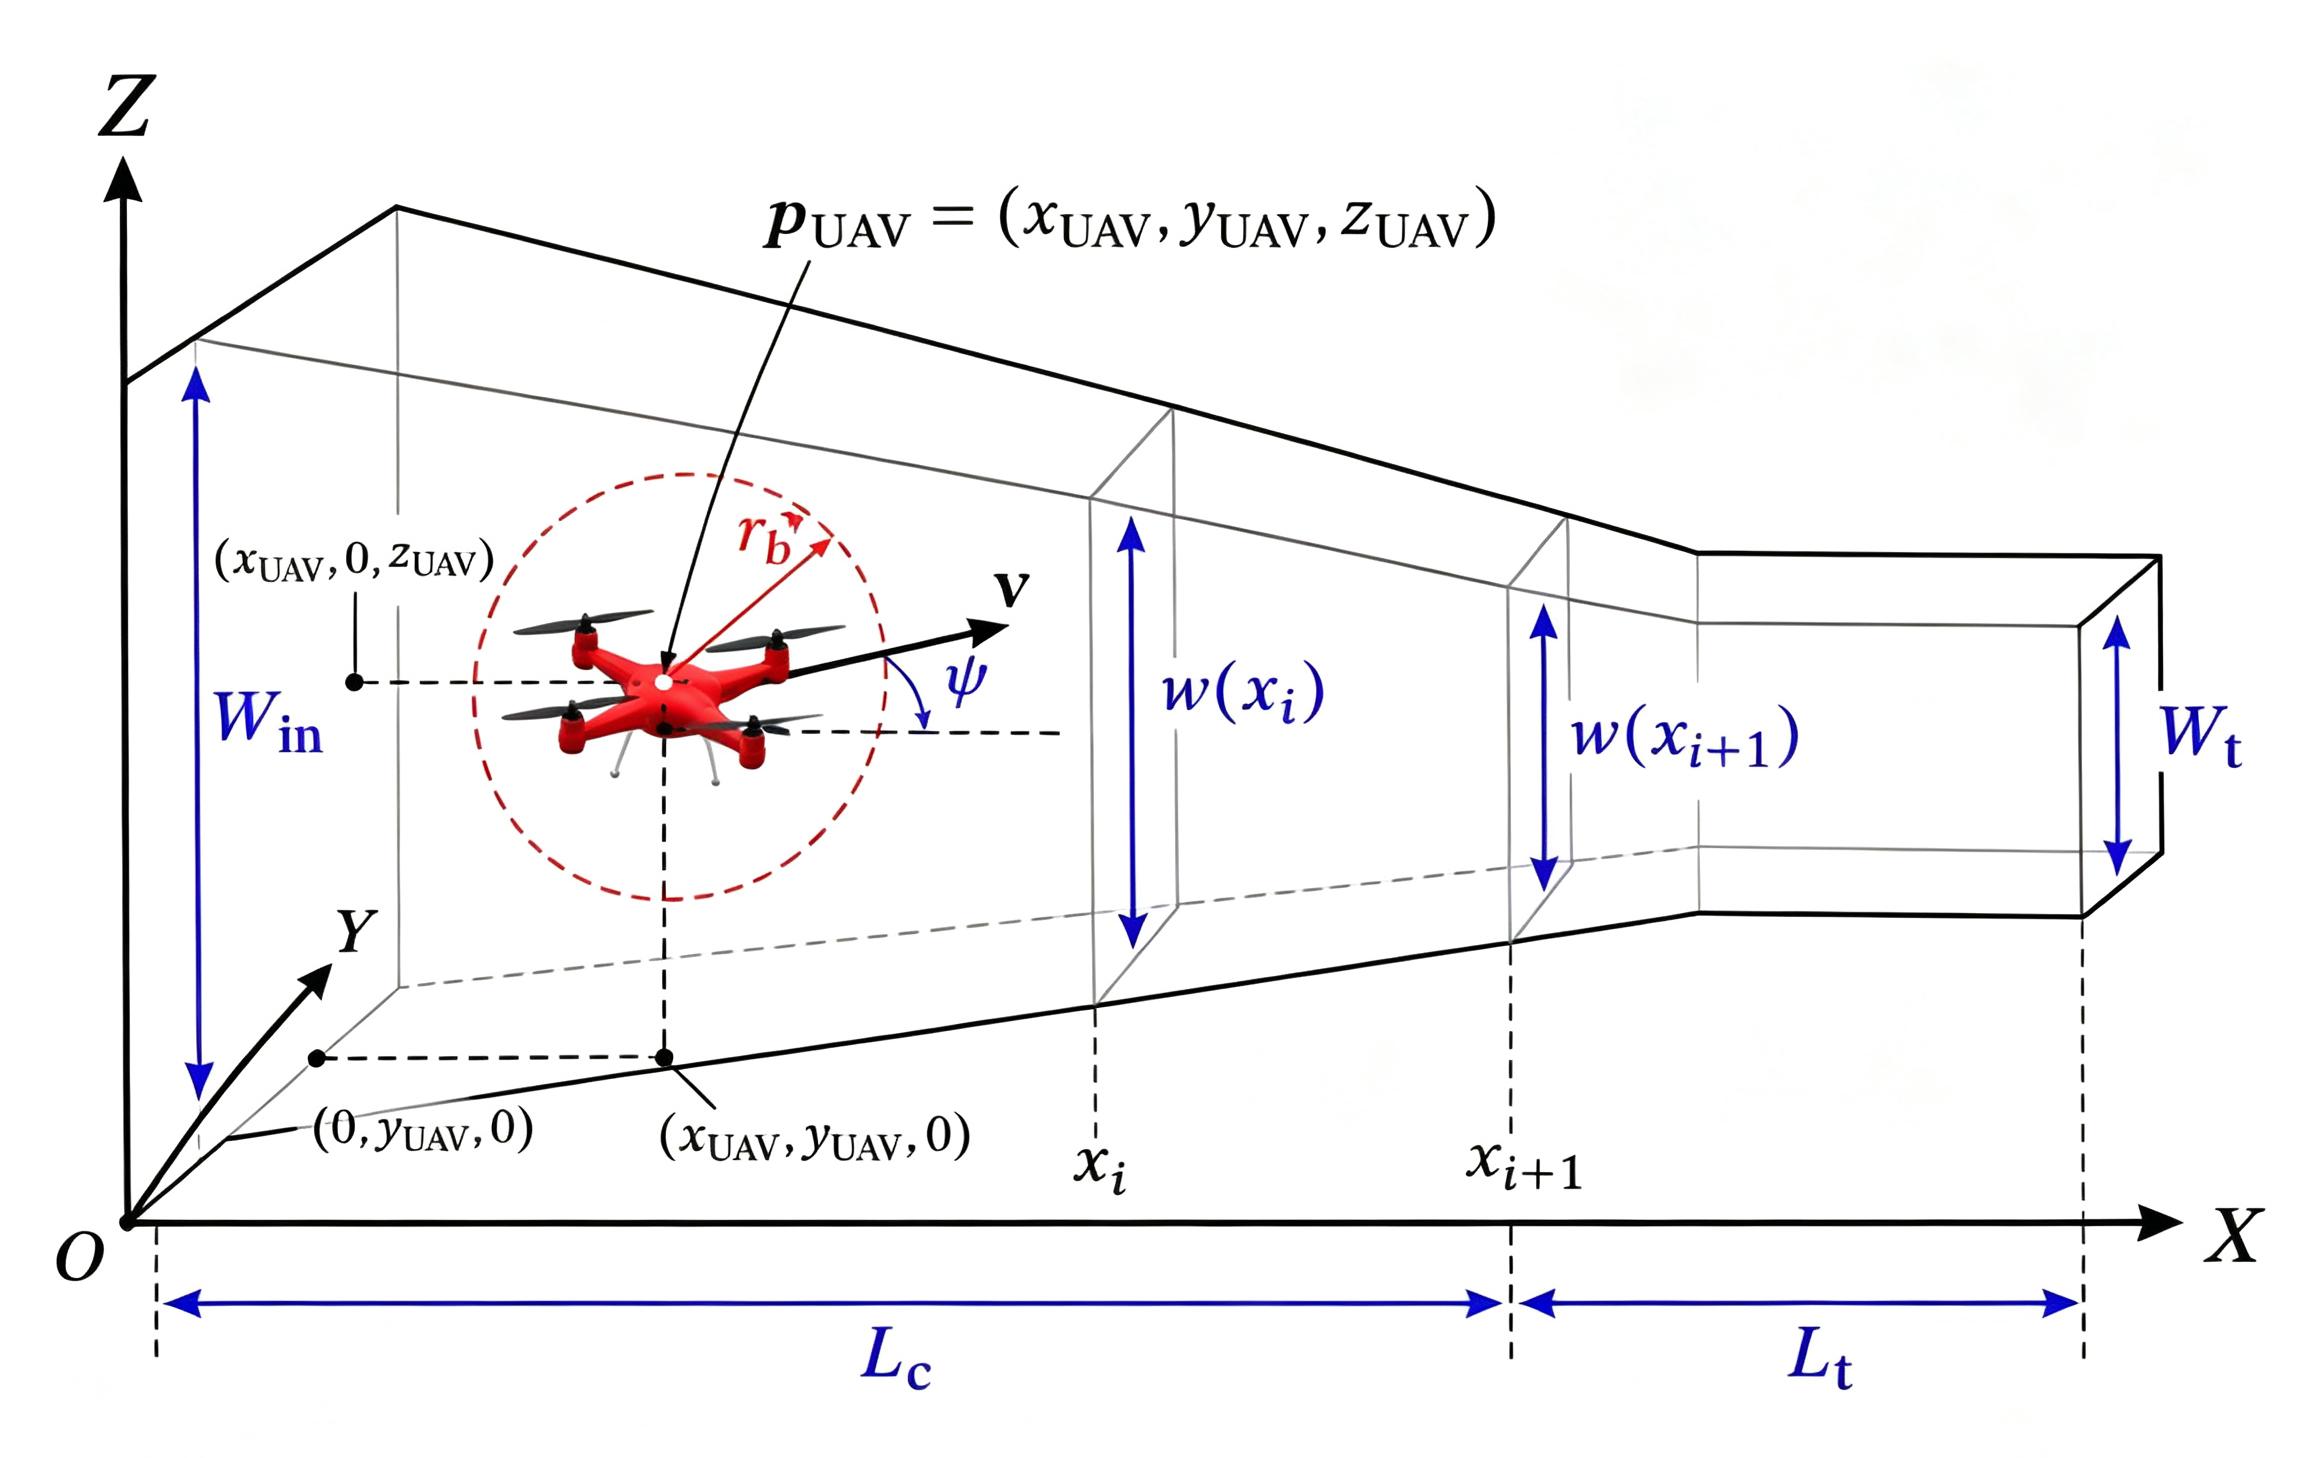 Z
p_UAV = (x_UAV, y_UAV, z_UAV)
r_b
(x_UAV, 0, z_UAV)
v
ψ
W_in
w(x_i)
w(x_{i+1})
W_t
Y
(0, y_UAV, 0)
(x_UAV, y_UAV, 0)
x_i
x_{i+1}
O
X
L_c
L_t